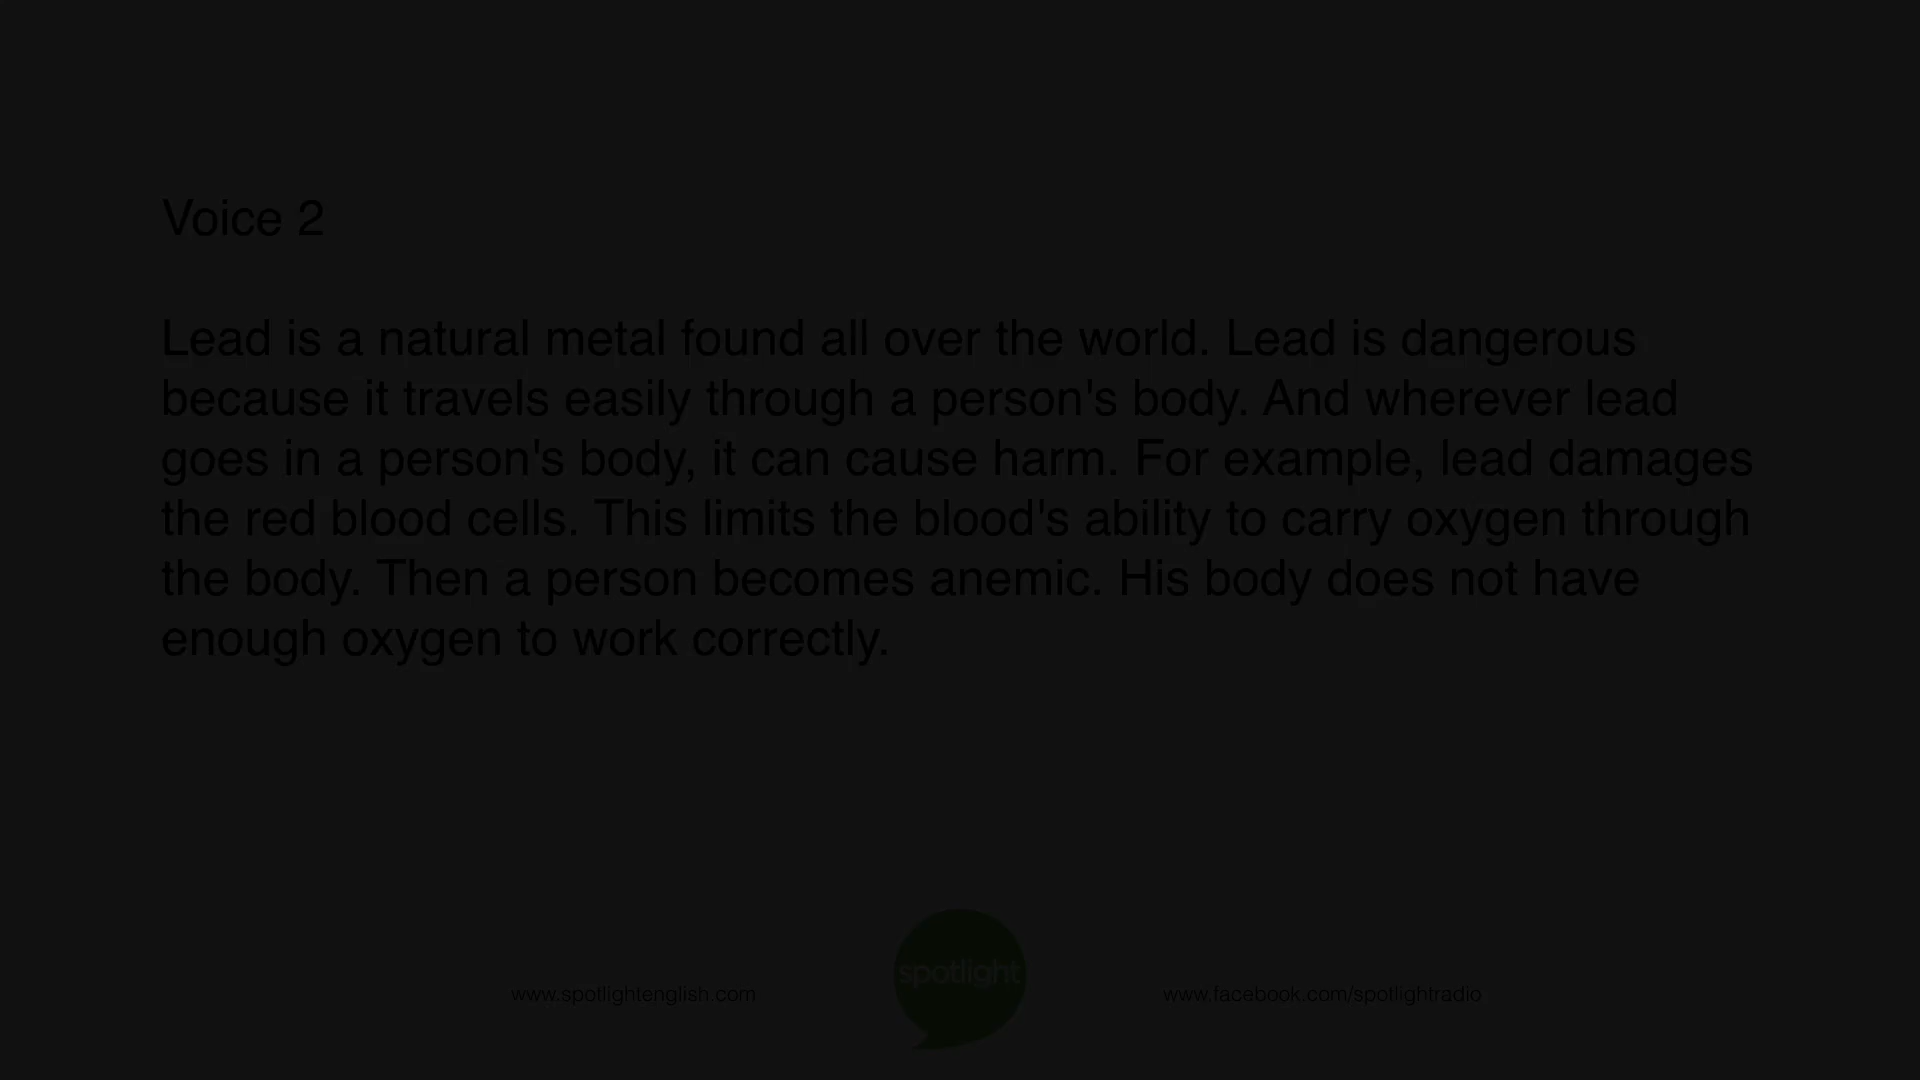 Voice 2
Lead is a natural metal found all over the world. Lead is dangerous
because it travels easily through a person's body. And wherever lead
goes in a person's body, it can cause harm. For example, lead damages
the red blood cells. This limits the blood's ability to carry oxygen through
the body. Then a person becomes anemic. His body does not have
enough oxygen to work correctly.
spotlight
www.spotlightenglish.com
www.facebook.com/spotlightradio